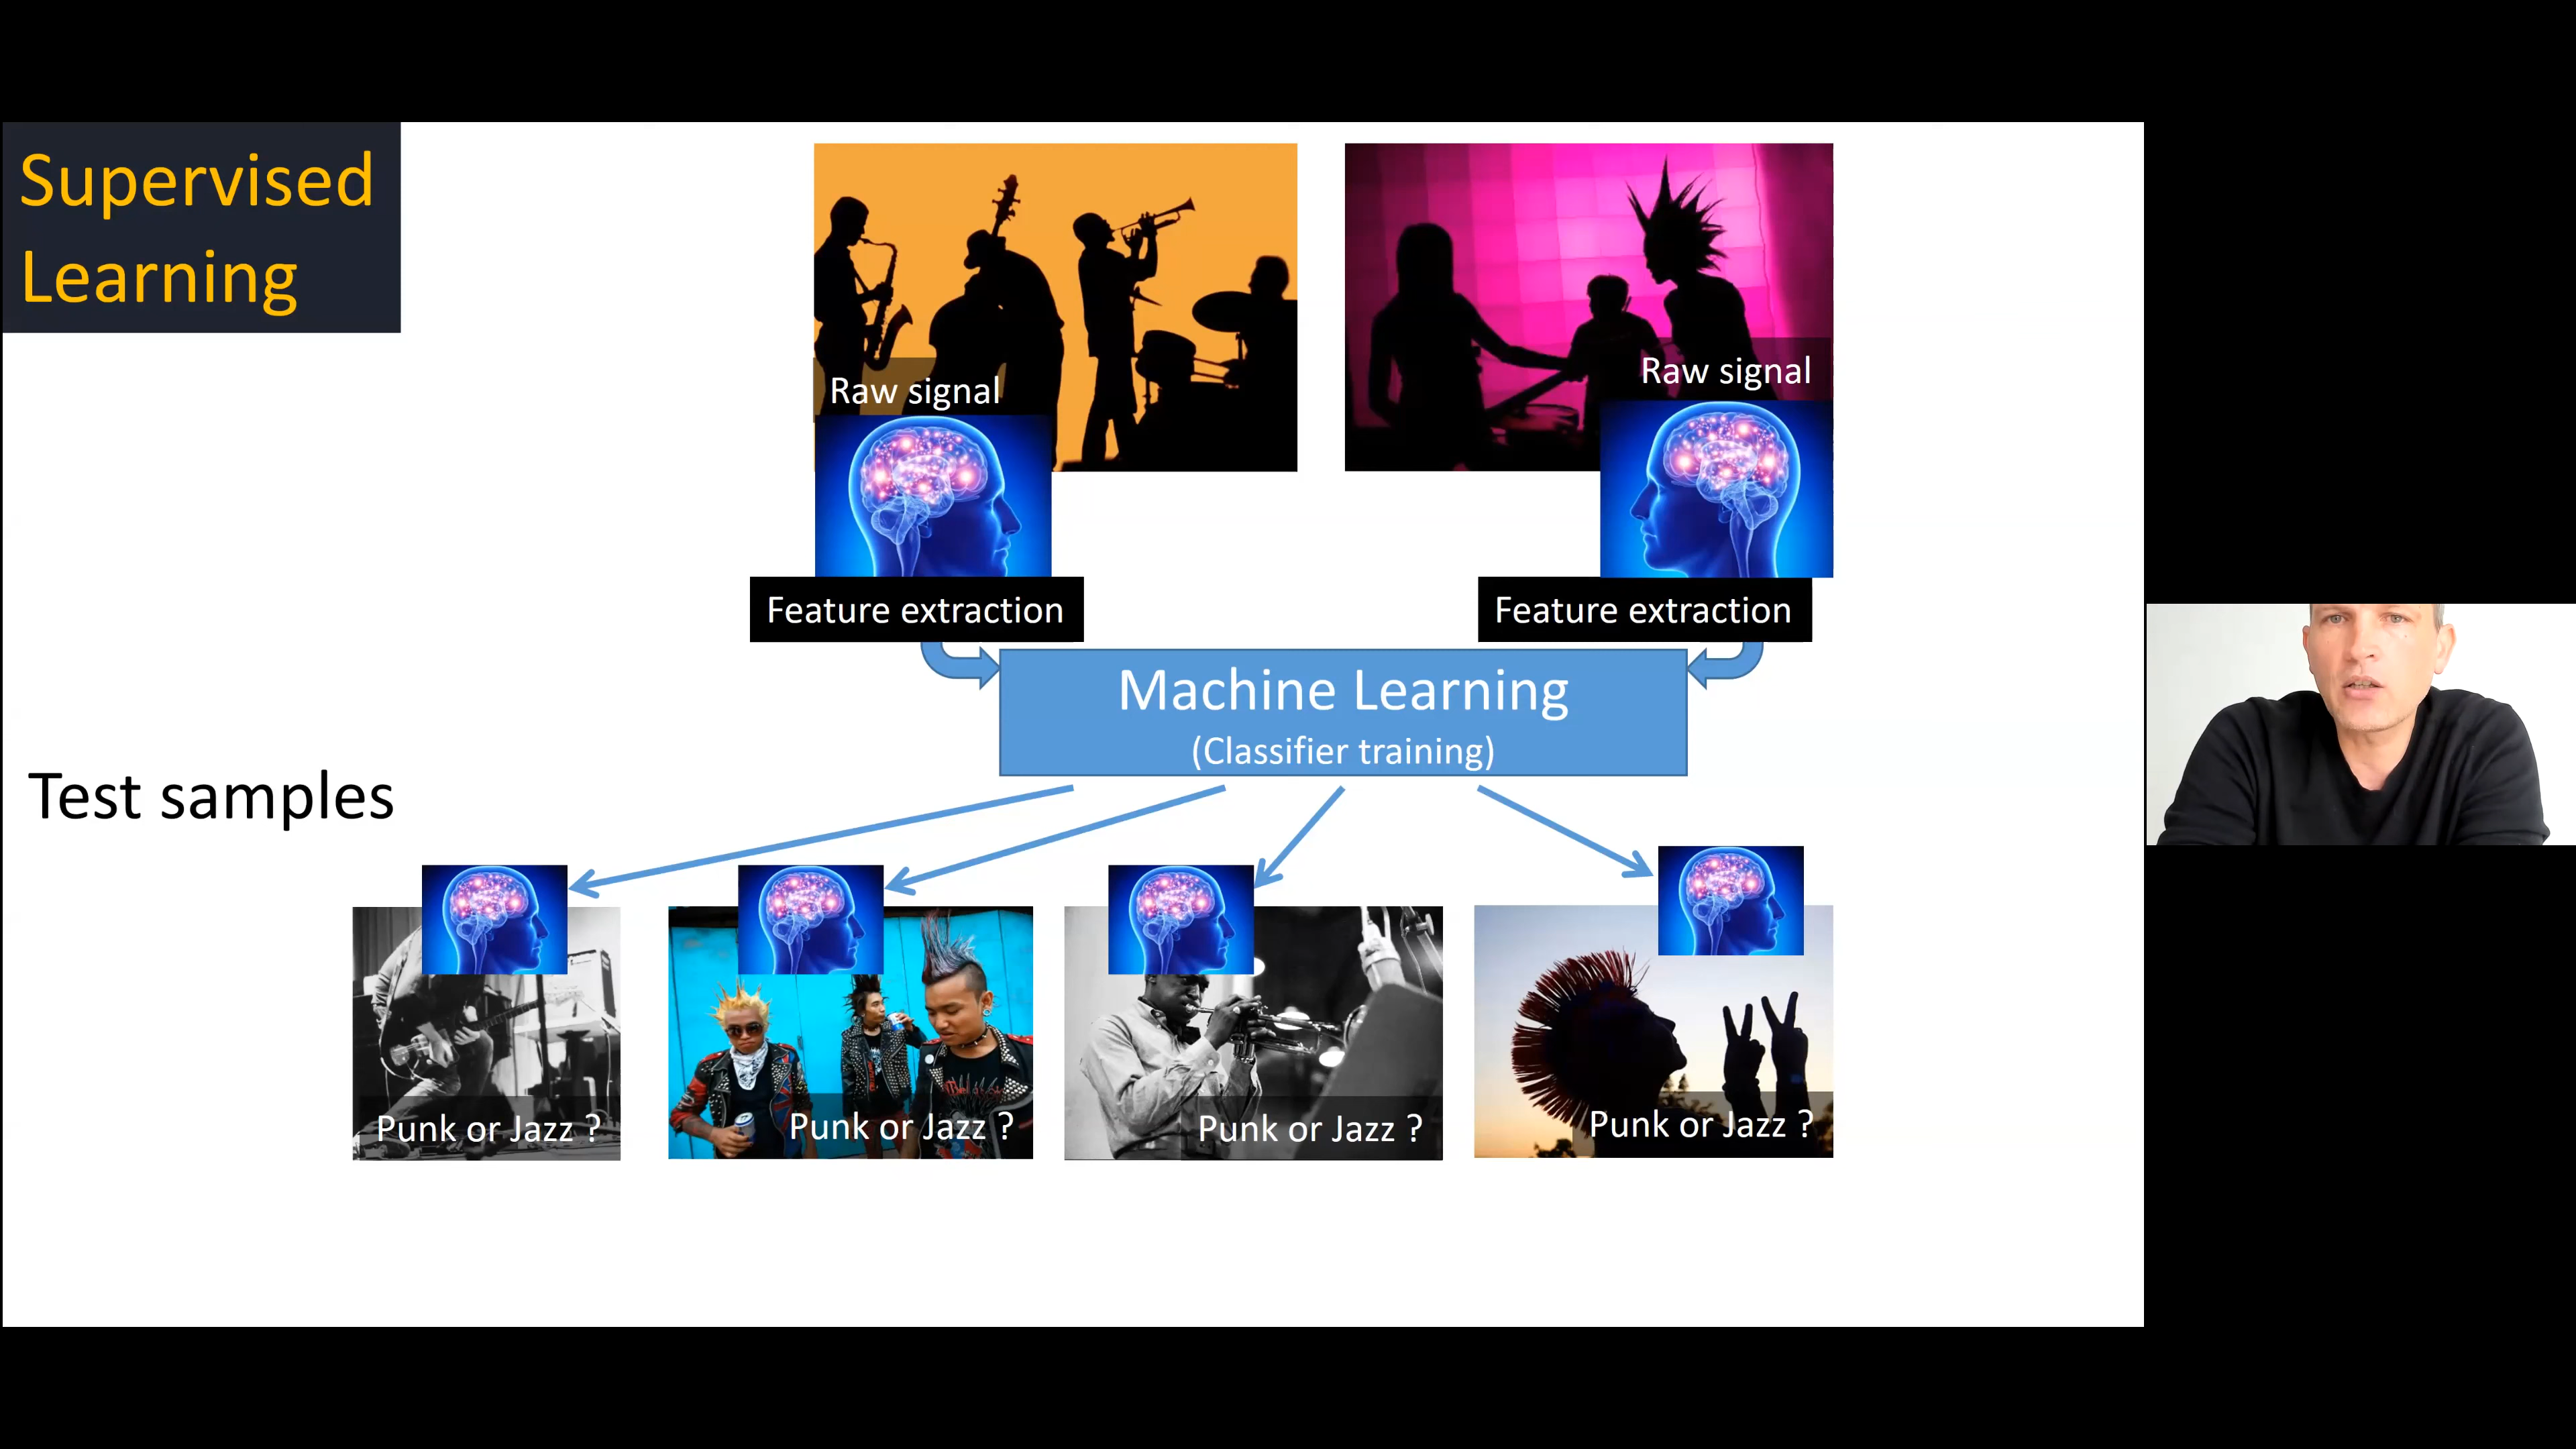 Supervised
Learning
Raw signal
Raw signal
Feature extraction
Feature extraction
Machine Learning
(Classifier training)
Test samples
Punk or Jazz ?
Punk or Jazz ?
Punk or Jazz ?
Punk or Jazz ?